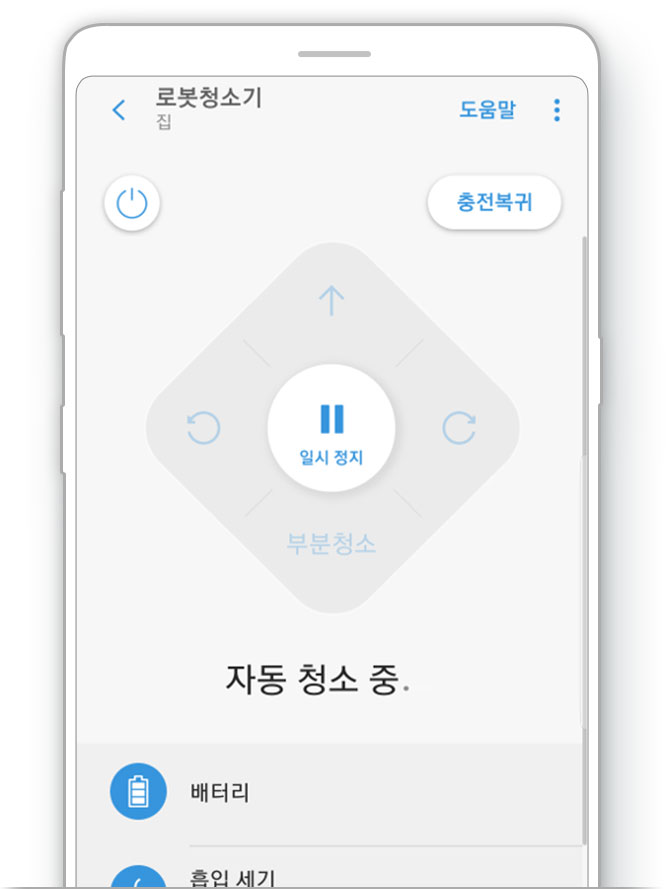 로봇청소기
도움말
집
충전복귀
일시 정지
부분청소
자동 청소 중.
배터리
흡입 세기